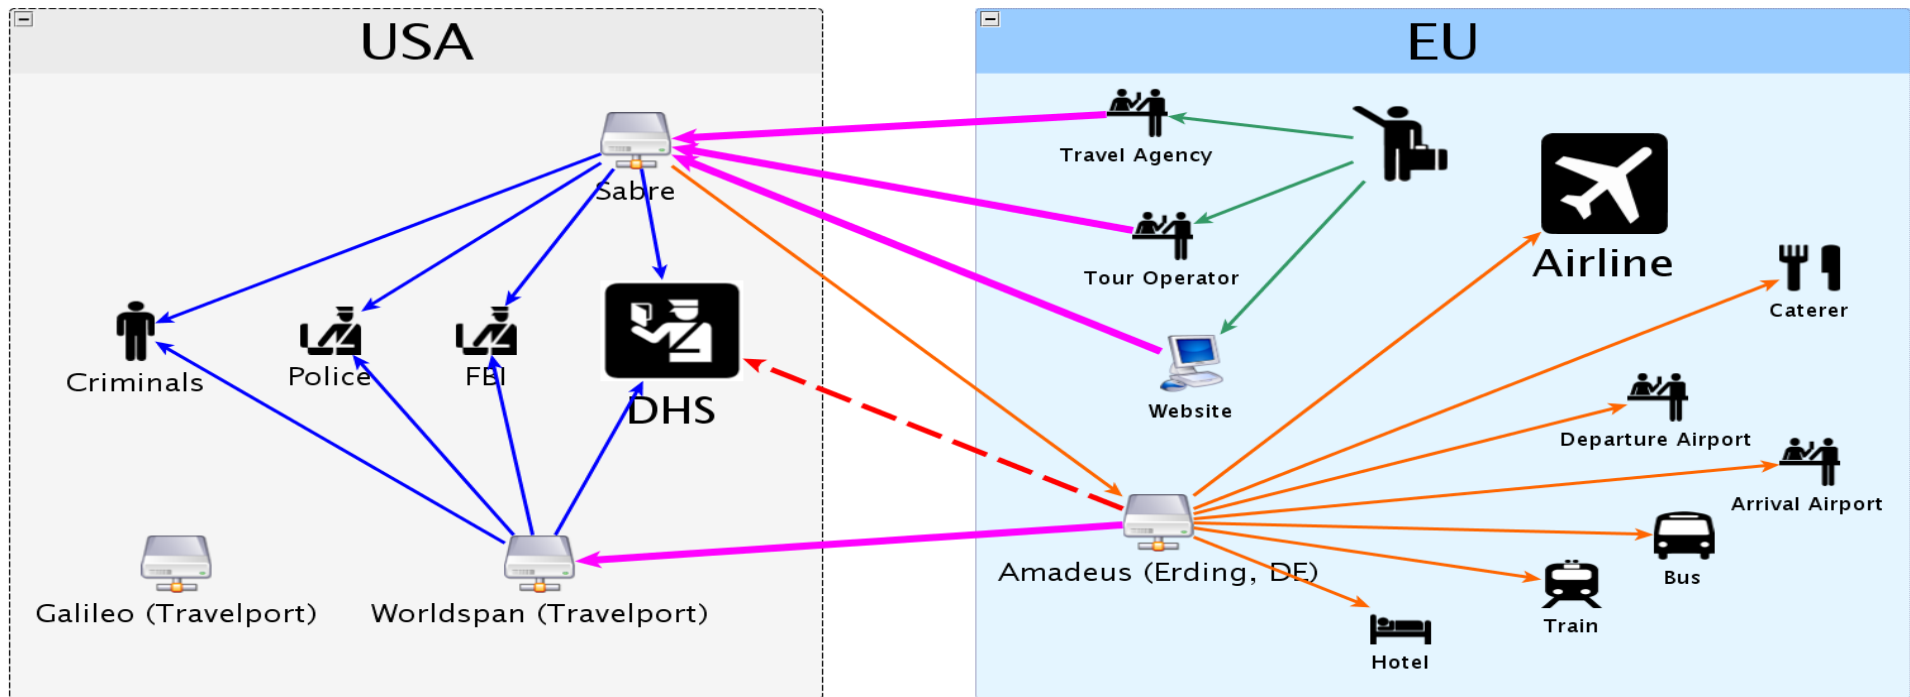 USA
EU
Sabre
Travel Agency
Tour Operator
Airline
Caterer
Criminals
Police
FBI
DHS
Website
Departure Airport
Arrival Airport
Amadeus (Erding, DE)
Bus
Galileo (Travelport)
Worldspan (Travelport)
Train
Hotel